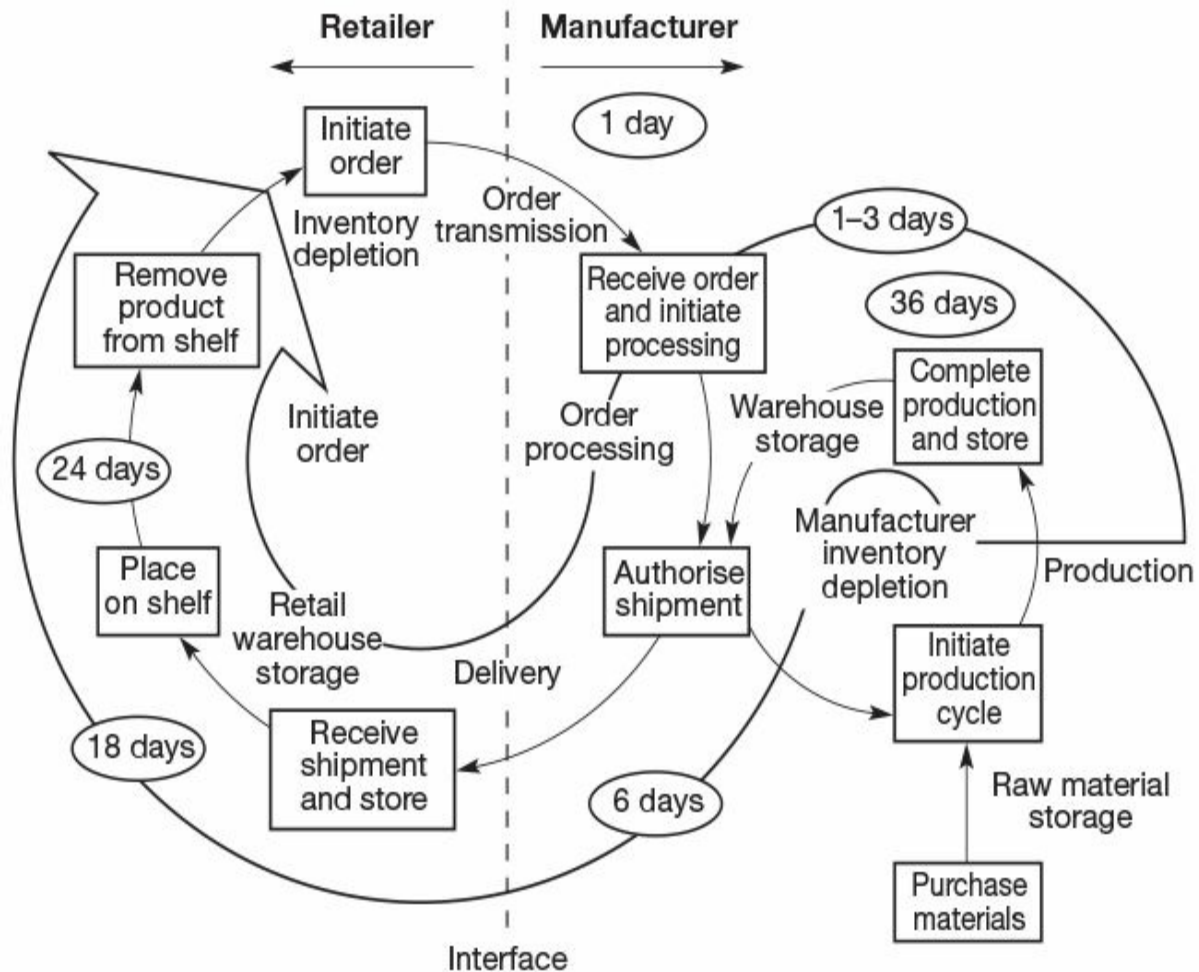 Retailer
Manufacturer
1 day
Initiate
order
Order
transmission
Inventory
depletion
1–3 days
Remove
product
from shelf
Receive order
and initiate
processing
36 days
Complete
production
and store
Warehouse
storage
Initiate
order
Order
processing
24 days
Manufacturer
inventory
depletion
Place
on shelf
Authorise
shipment
Production
Retail
warehouse
storage
Delivery
Initiate
production
cycle
18 days
Receive
shipment
and store
6 days
Raw material
storage
Purchase
materials
Interface